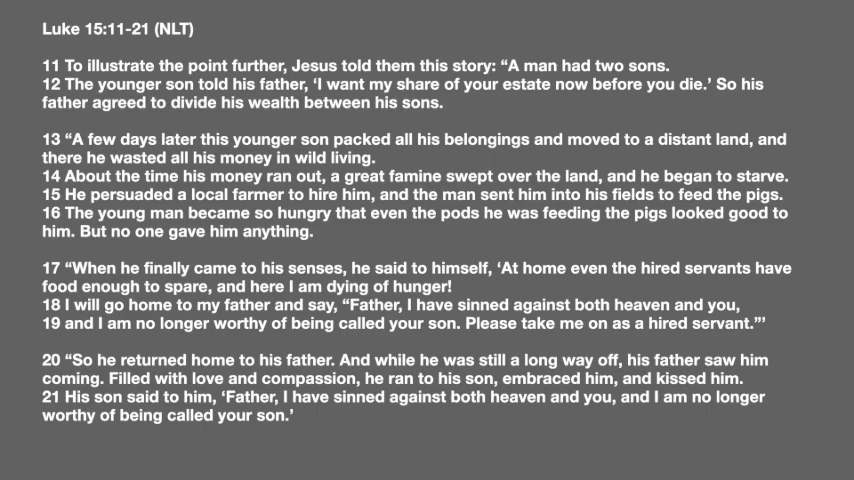 Luke 15:11-21 (NLT)
11 To illustrate the point further, Jesus told them this story: “A man had two sons.
12 The younger son told his father, ‘I want my share of your estate now before you die.’ So his
father agreed to divide his wealth between his sons.
13 “A few days later this younger son packed all his belongings and moved to a distant land, and
there he wasted all his money in wild living.
14 About the time his money ran out, a great famine swept over the land, and he began to starve.
15 He persuaded a local farmer to hire him, and the man sent him into his fields to feed the pigs.
16 The young man became so hungry that even the pods he was feeding the pigs looked good to
him. But no one gave him anything.
17 “When he finally came to his senses, he said to himself, ‘At home even the hired servants have
food enough to spare, and here I am dying of hunger!
18 I will go home to my father and say, “Father, I have sinned against both heaven and you,
19 and I am no longer worthy of being called your son. Please take me on as a hired servant.”’
20 “So he returned home to his father. And while he was still a long way off, his father saw him
coming. Filled with love and compassion, he ran to his son, embraced him, and kissed him.
21 His son said to him, ‘Father, I have sinned against both heaven and you, and I am no longer
worthy of being called your son.’